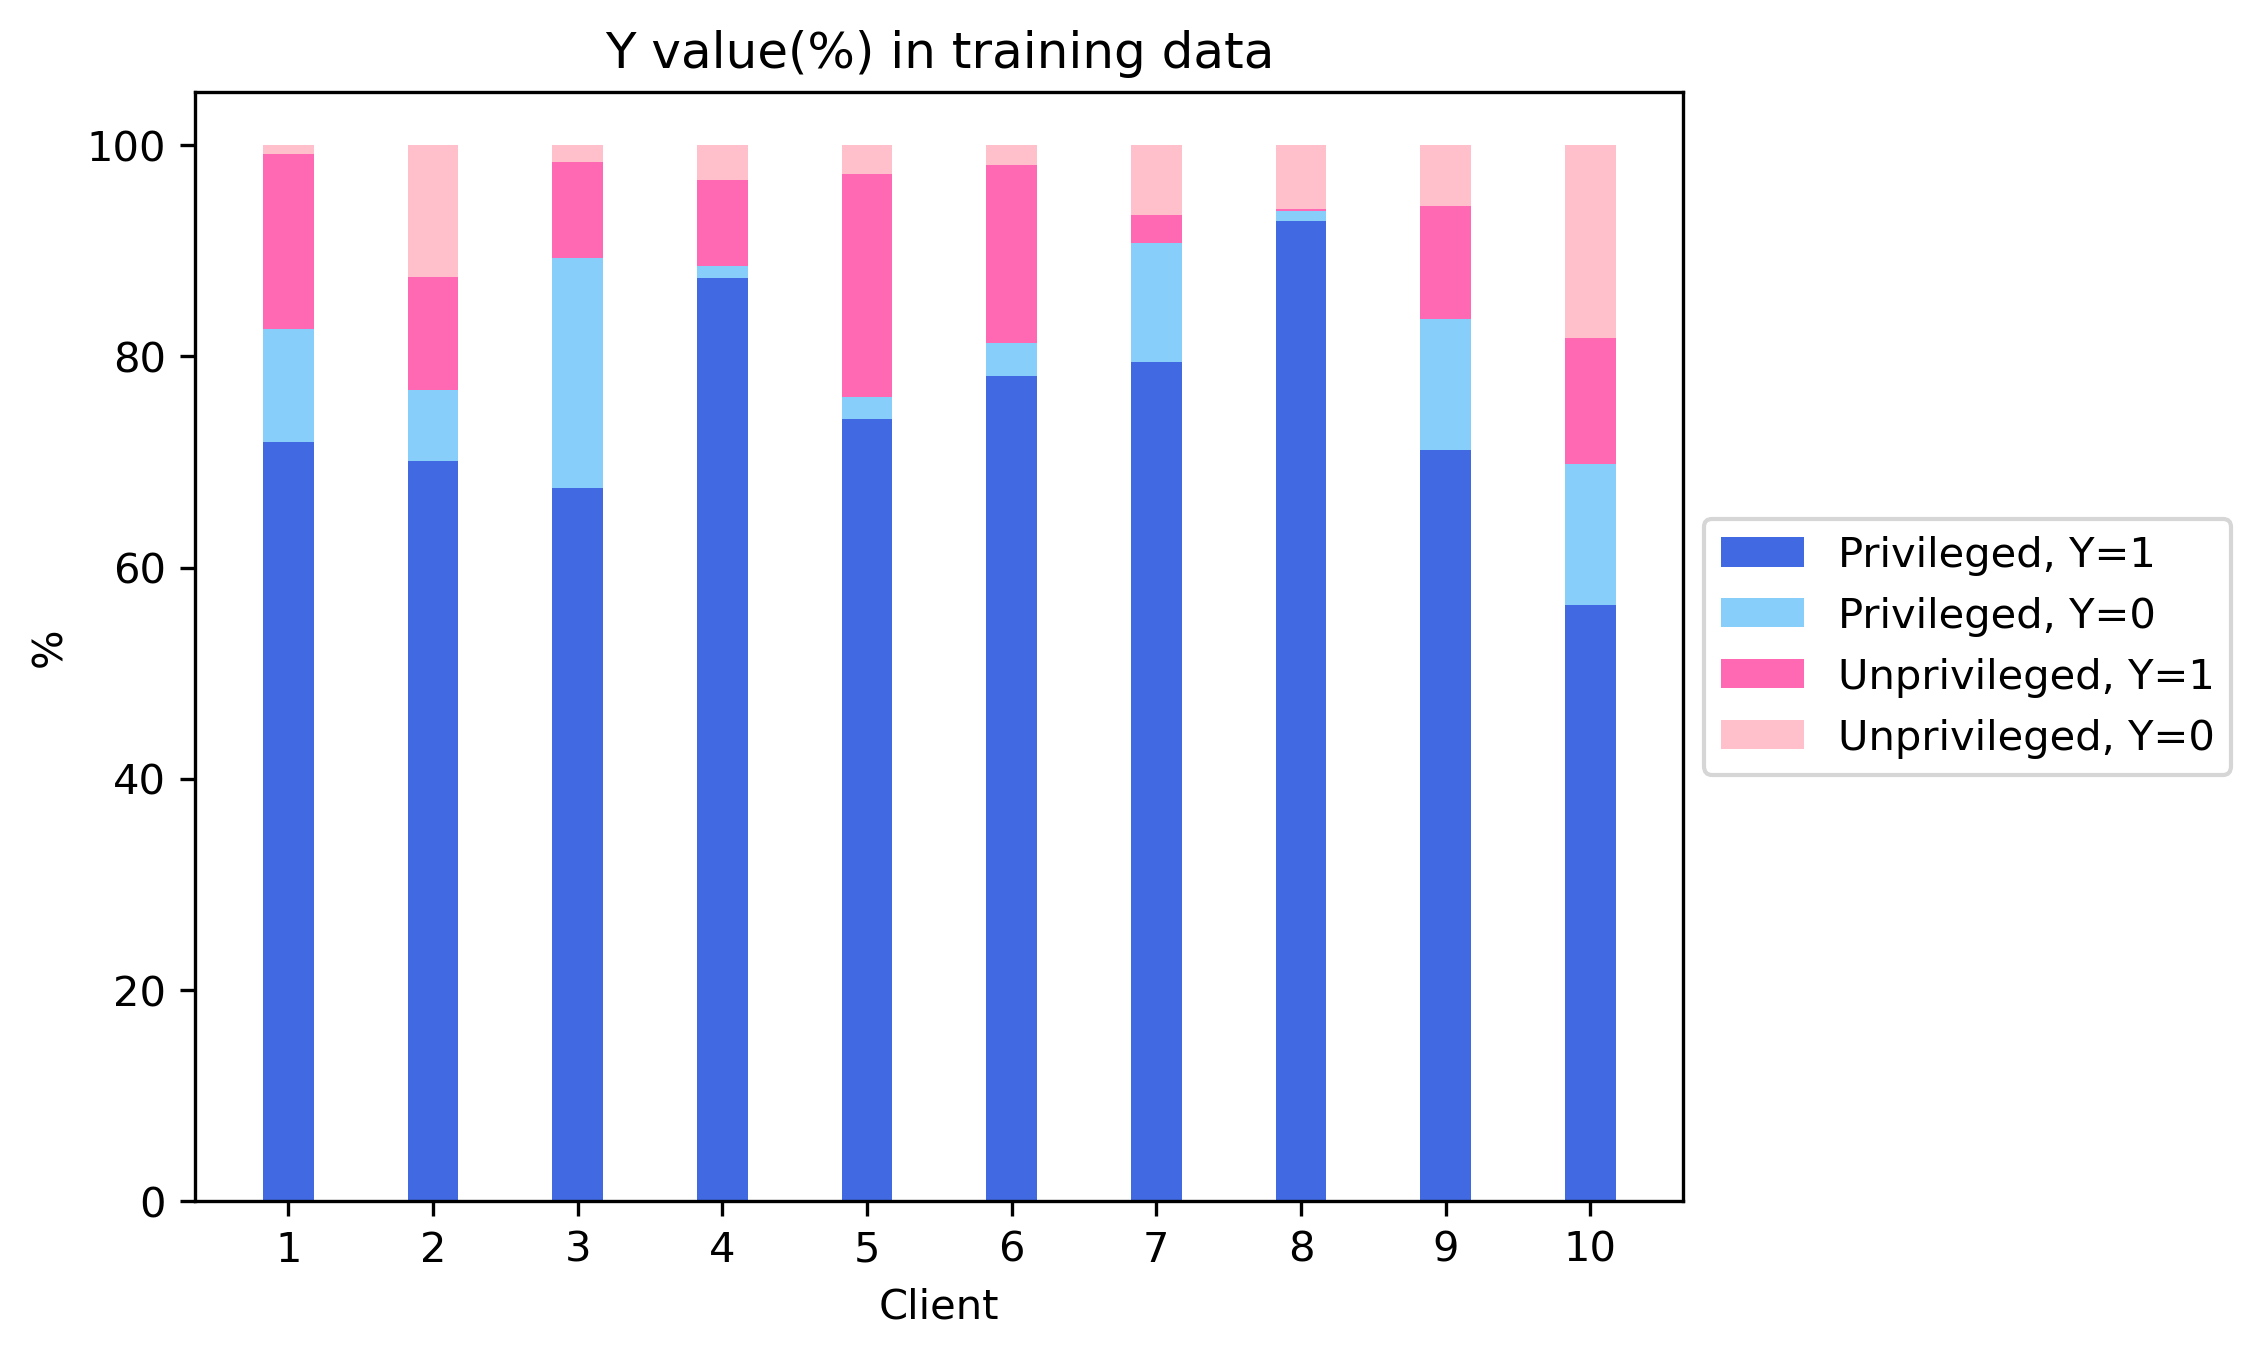 Y value(%) in training data
100
80
60
40
20
0
%
1 2 3 4 5 6 7 8 9 10
Client
Privileged, Y=1
Privileged, Y=0
Unprivileged, Y=1
Unprivileged, Y=0